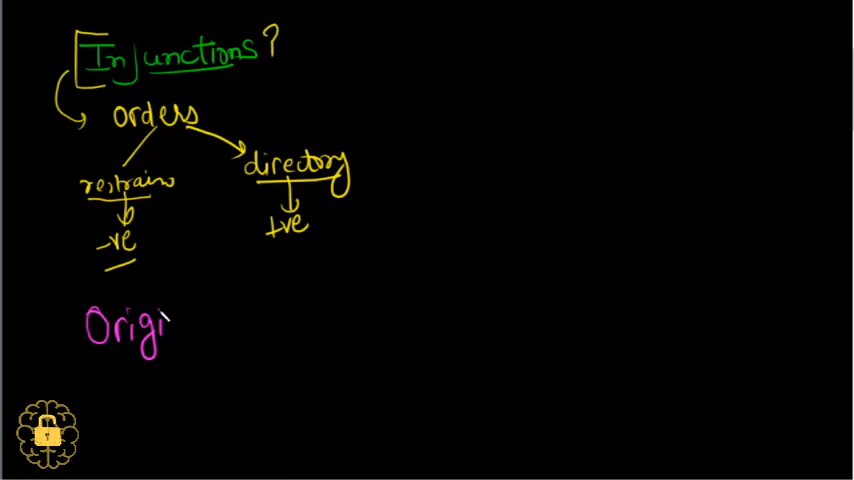 Injunctions?
orders
restrain
directory
-ve
+ve
Origi